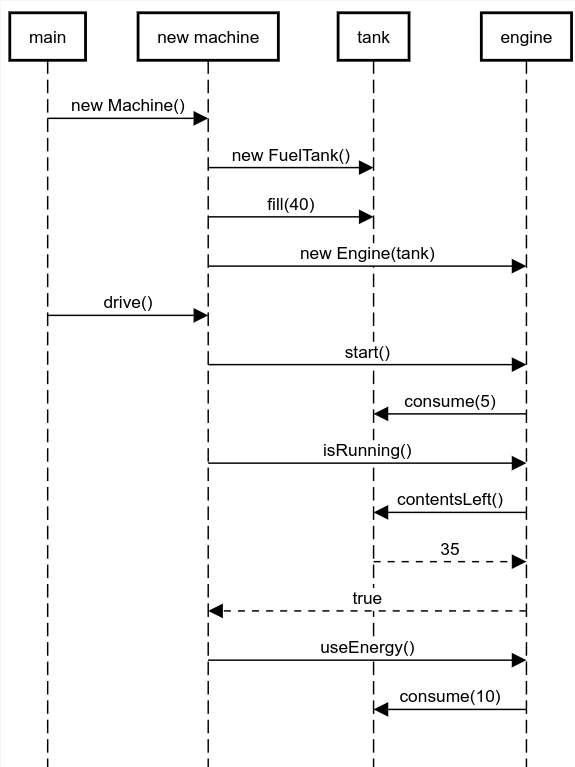 main new machine tank engine
new Machine()
new FuelTank()
fill(40)
new Engine(tank)
drive()
start()
consume(5)
isRunning()
contentsLeft()
35
true
useEnergy()
consume(10)